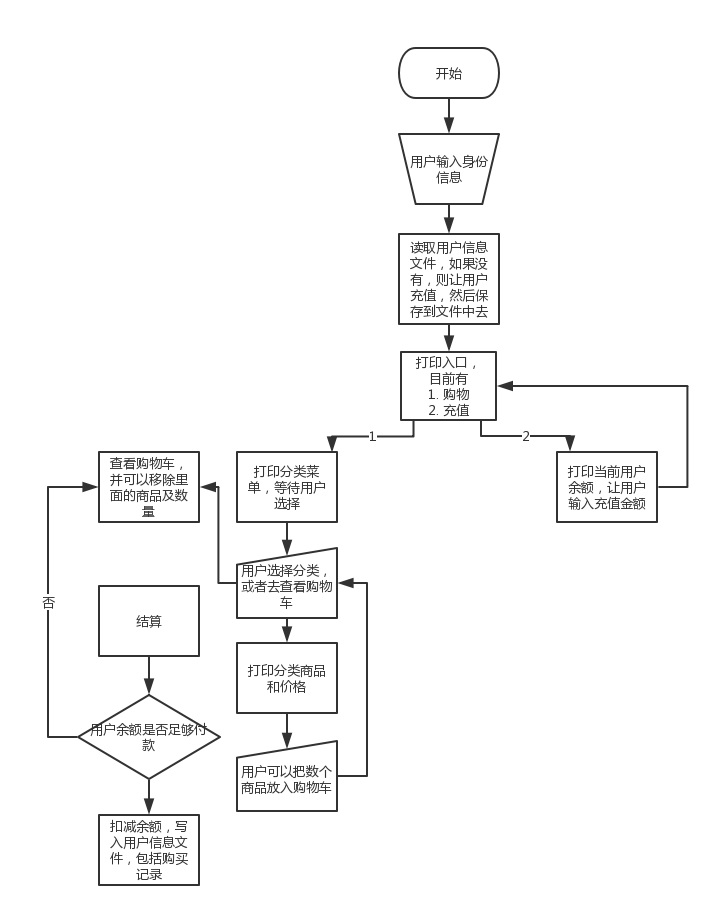 开始
用户输入身份
信息
读取用户信息
文件，如果没
有，则让用户
充值，然后保
存到文件中去
打印入口，
目前有
1. 购物
2. 充值
1
2
查看购物车，
并可以移除里
面的商品及数
量
打印分类菜
单，等待用户
选择
打印当前用户
余额，让用户
输入充值金额
用户选择分类，
或者去查看购物
车
否
结算
打印分类商品
和价格
用户余额是否足够付
款
用户可以把数个
商品放入购物车
扣减余额，写
入用户信息文
件，包括购买
记录